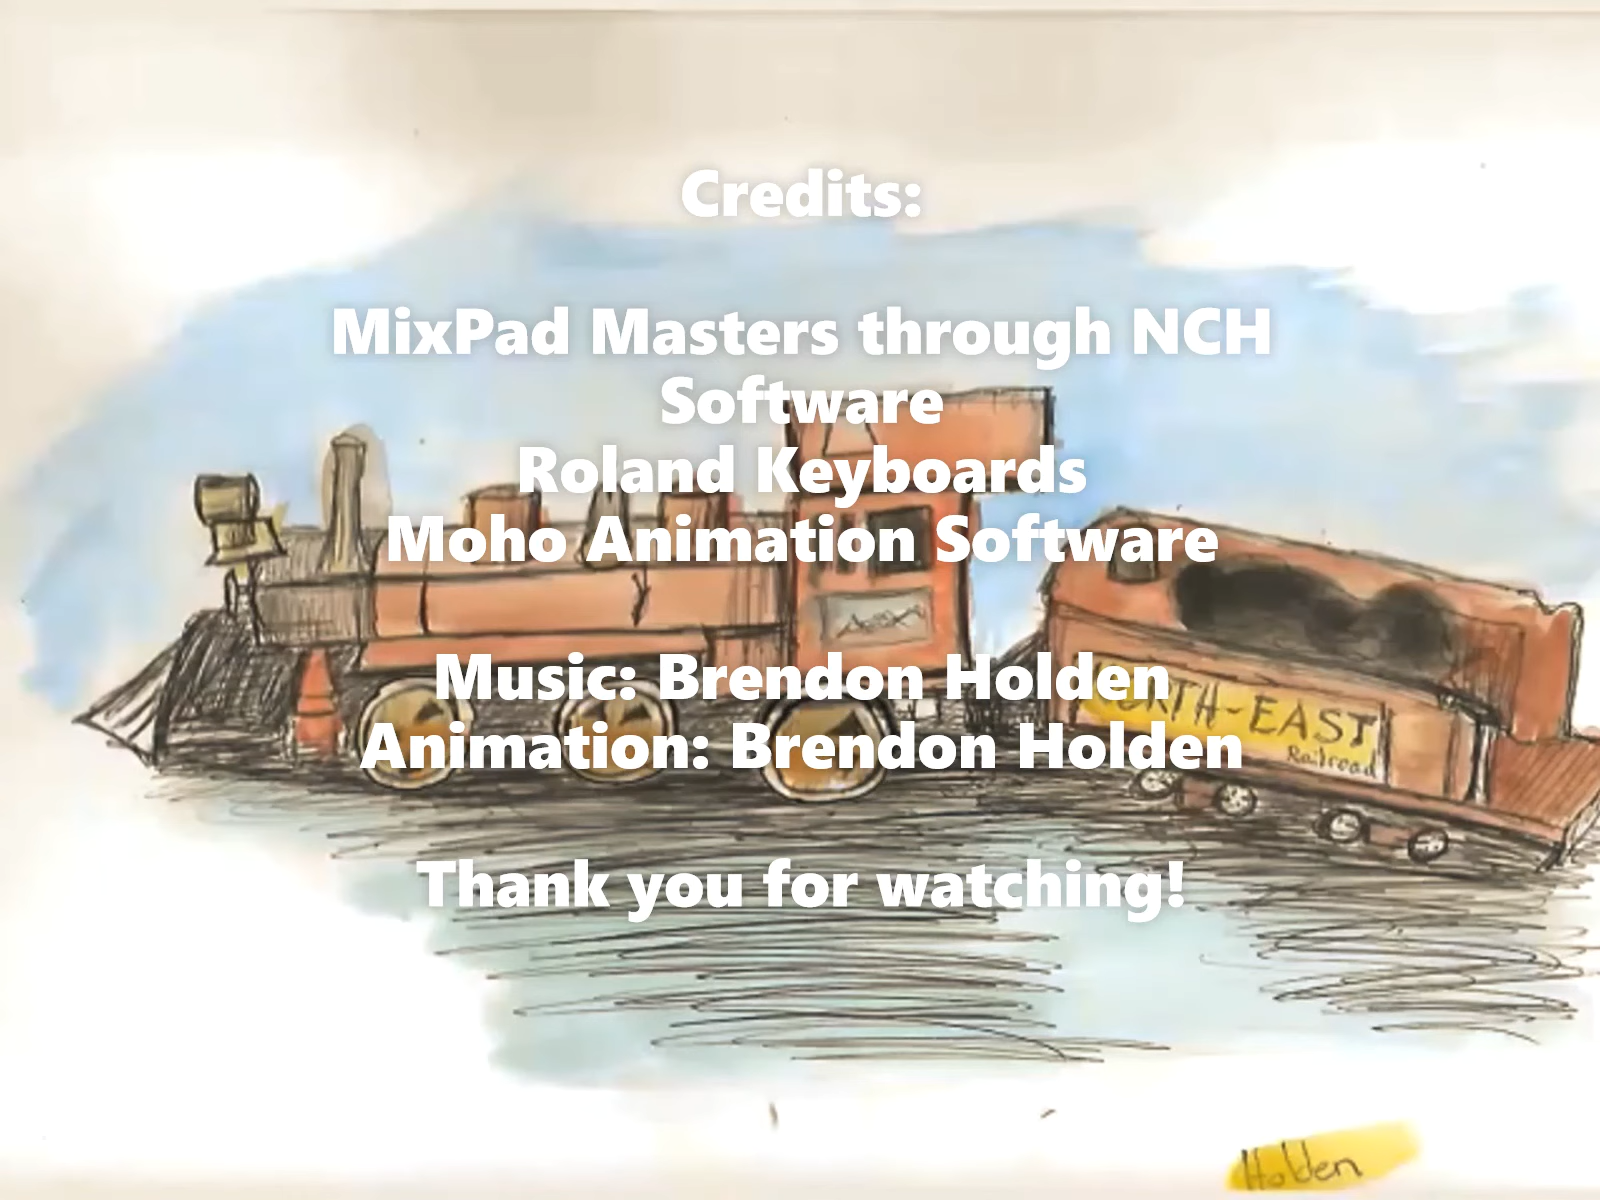 Credits:
MixPad Masters through NCH
Software
Roland Keyboards
Moho Animation Software
Music: Brendon Holden
Animation: Brendon Holden
Thank you for watching!
NORTH-EAST
Railroad
Holden